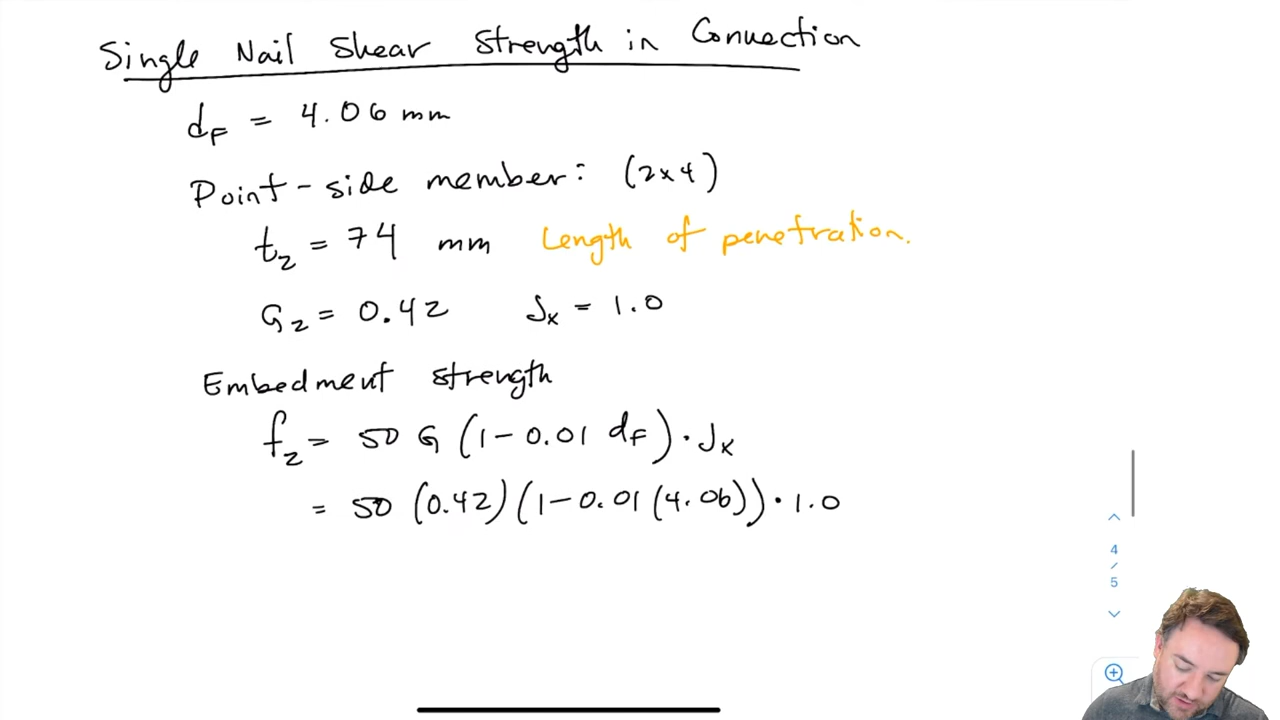 Single Nail Shear Strength in Connection
d_F = 4.06 mm
Point-side member: (2x4)
t_2 = 74 mm Length of penetration.
G_2 = 0.42 J_x = 1.0
Embedment strength
f_2 = 50 G (1 - 0.01 d_F) · J_x
= 50 (0.42)(1 - 0.01 (4.06)) · 1.0
4
/
5